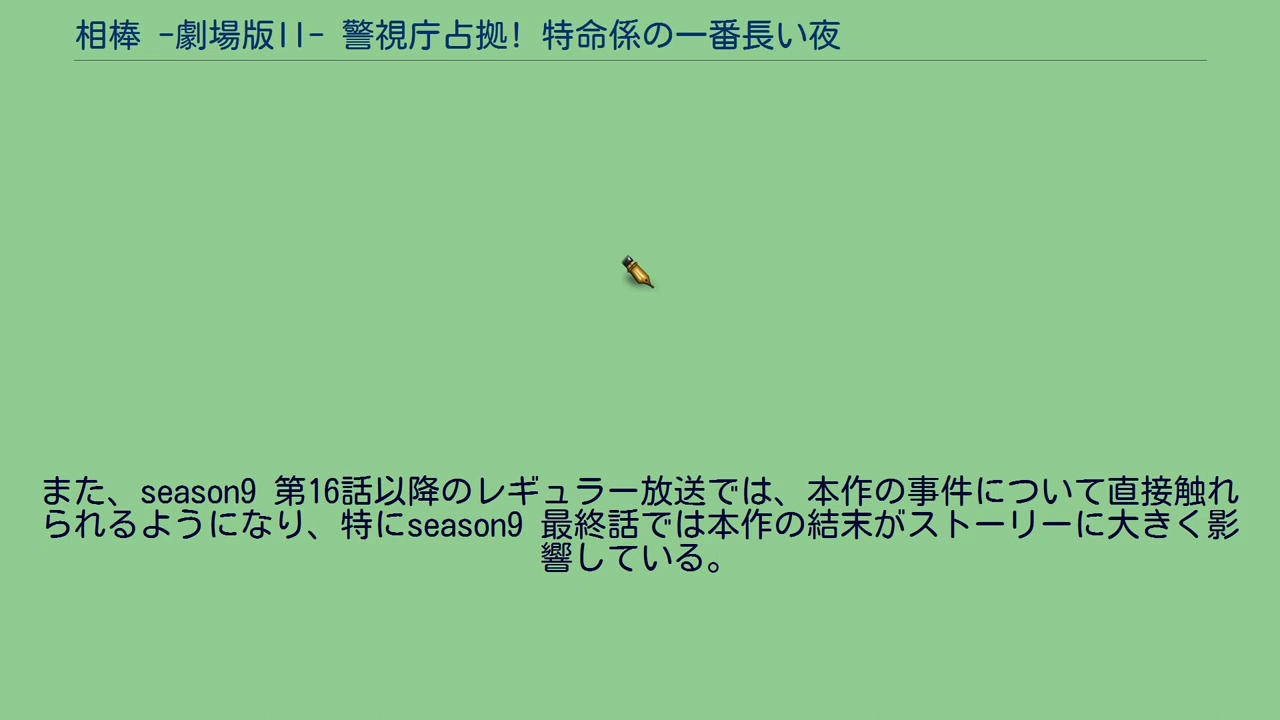 相棒 -劇場版II- 警視庁占拠! 特命係の一番長い夜
また、season9 第16話以降のレギュラー放送では、本作の事件について直接触れ
られるようになり、特にseason9 最終話では本作の結末がストーリーに大きく影
響している。